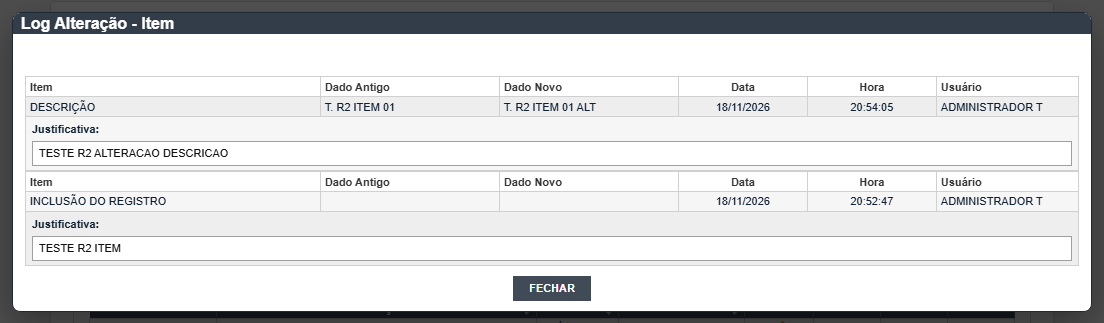 Log Alteração - Item
Item Dado Antigo Dado Novo Data Hora Usuário
DESCRIÇÃO T. R2 ITEM 01 T. R2 ITEM 01 ALT 18/11/2026 20:54:05 ADMINISTRADOR T
Justificativa:
TESTE R2 ALTERACAO DESCRICAO
Item Dado Antigo Dado Novo Data Hora Usuário
INCLUSÃO DO REGISTRO 18/11/2026 20:52:47 ADMINISTRADOR T
Justificativa:
TESTE R2 ITEM
FECHAR